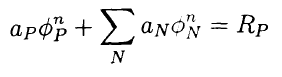 $a_P \phi_P^n + \sum_N a_N \phi_N^n = R_P$